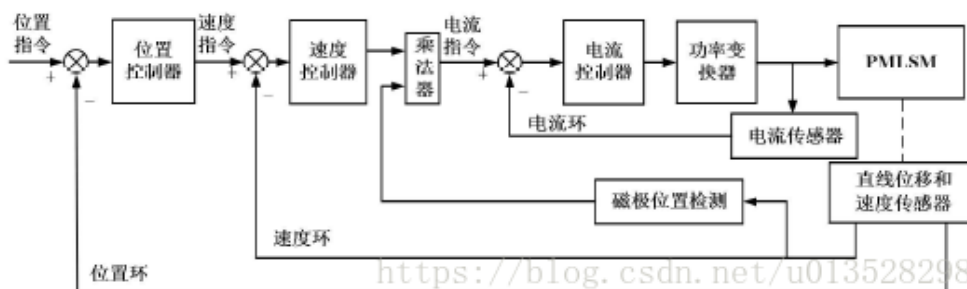 位置
指令
位置
控制器
速度
指令
速度
控制器
乘
法
器
电流
指令
电流
控制器
功率变
换器
PMLSM
+
−
+
−
+
−
电流环
电流传感器
直线位移和
速度传感器
磁极位置检测
速度环
位置环
https://blog.csdn.net/u013528298